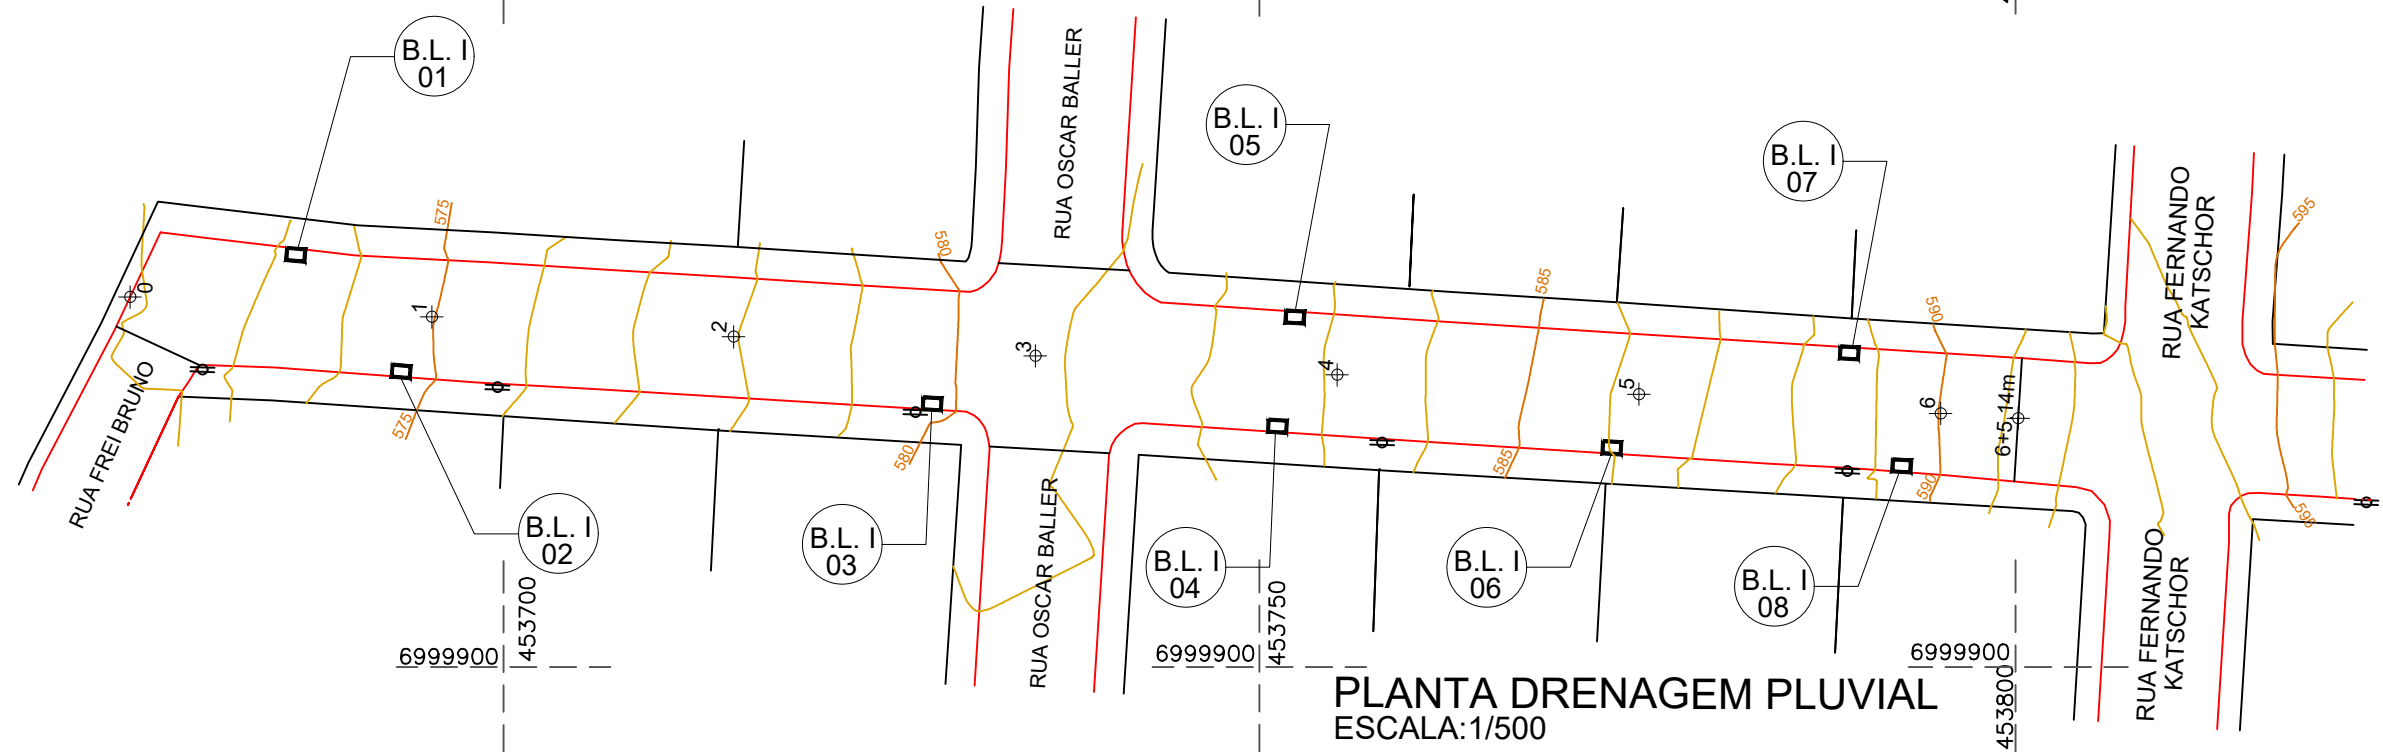 B.L. I
01
RUA OSCAR BALLER
B.L. I
05
B.L. I
07
RUA FERNANDO
KATSCHOR
575
580
585
590
595
0
1
2
3
4
5
6
6+5,14m
RUA FREI BRUNO
575
580
585
590
595
B.L. I
02
B.L. I
03
B.L. I
04
B.L. I
06
B.L. I
08
RUA OSCAR BALLER
RUA FERNANDO
KATSCHOR
6999900
453700
6999900
453750
6999900
453800
PLANTA DRENAGEM PLUVIAL
ESCALA:1/500